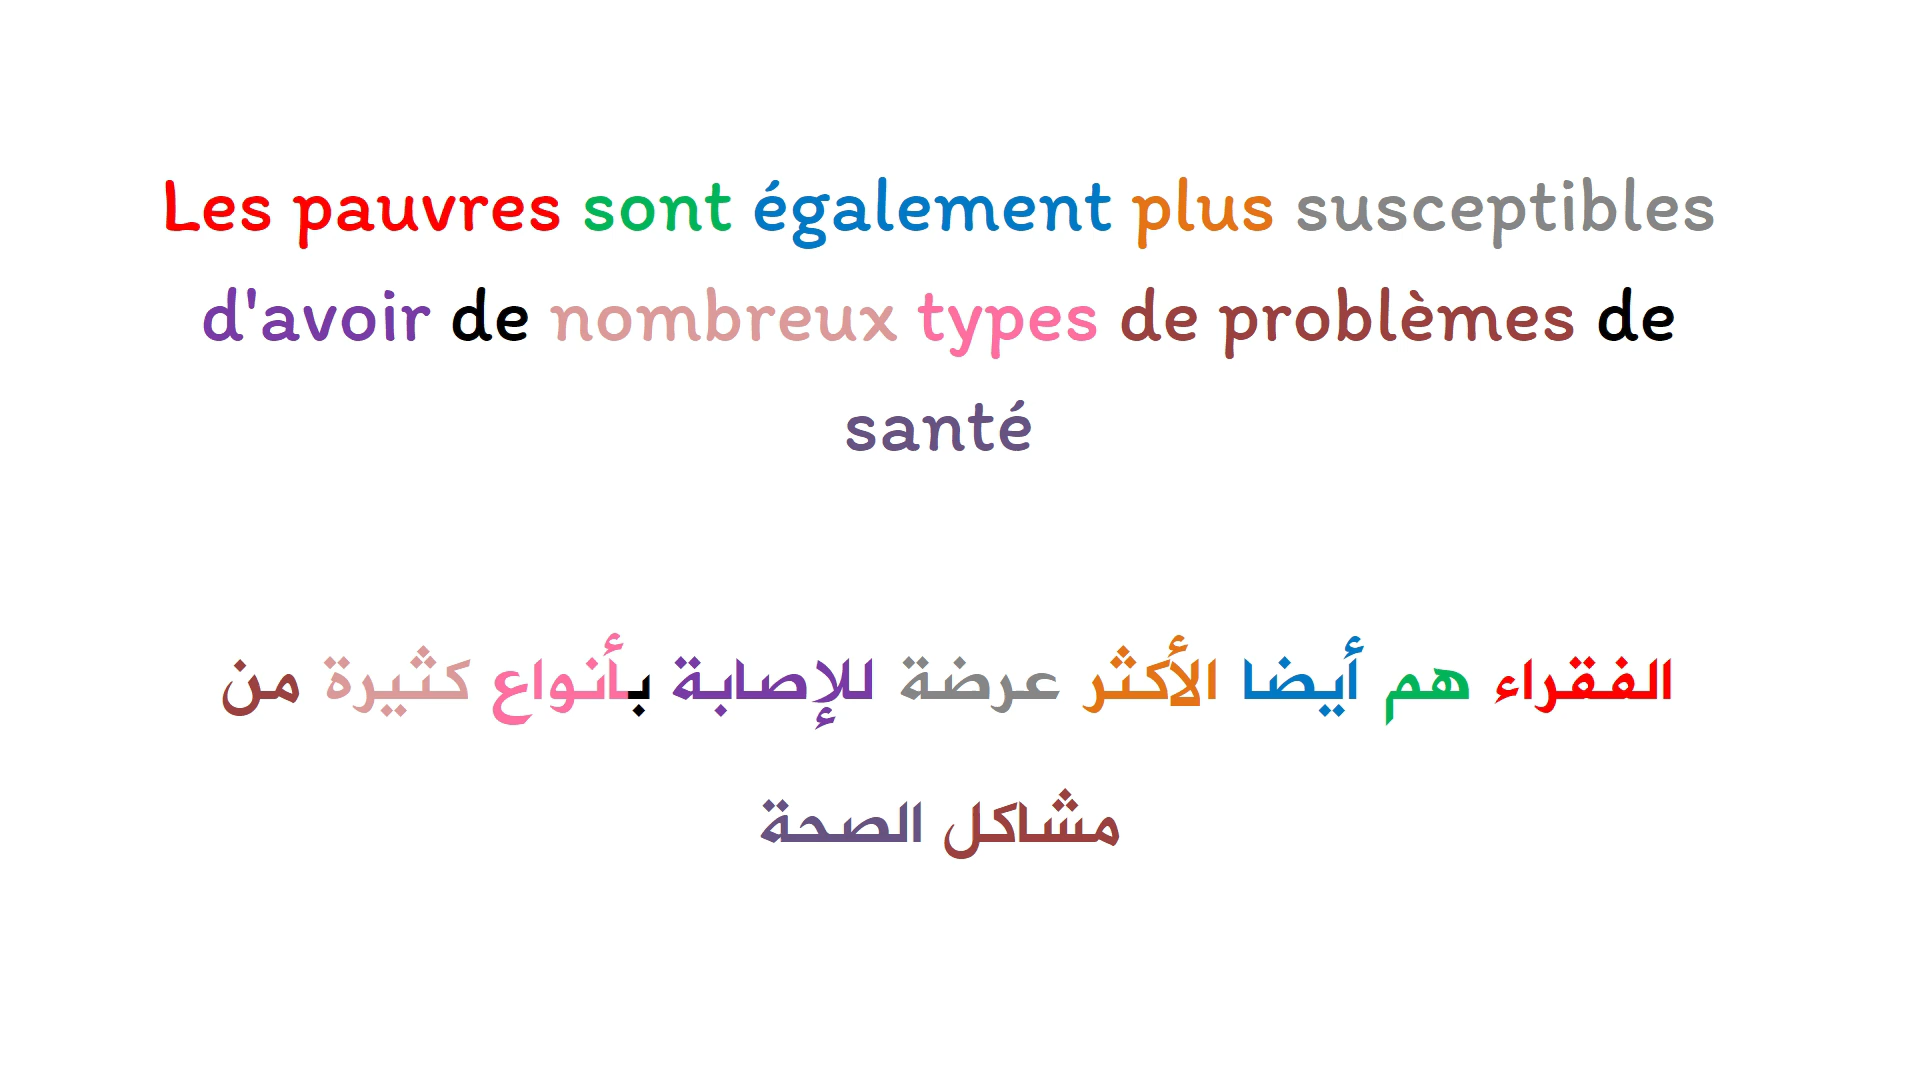 Les pauvres sont également plus susceptibles
d'avoir de nombreux types de problèmes de
santé
الفقراء هم أيضا الأكثر عرضة للإصابة بأنواع كثيرة من
مشاكل الصحة